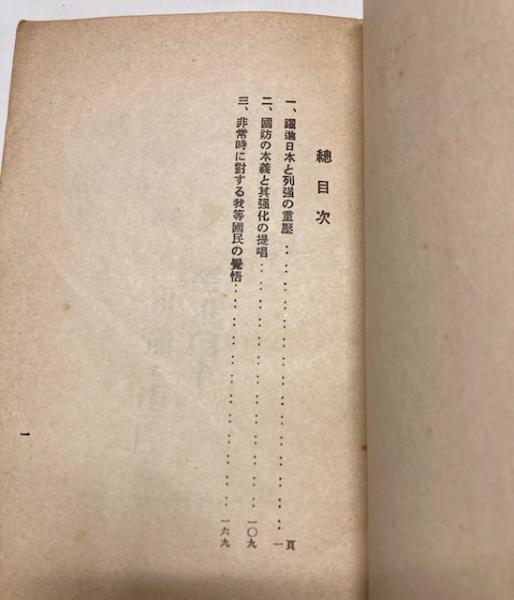 總目次
一、躍進日本と列强の重壓……………………一頁
二、國防の本義と其强化の提唱……………………一〇九
三、非常時に對する我等國民の覺悟……………………一六九
一